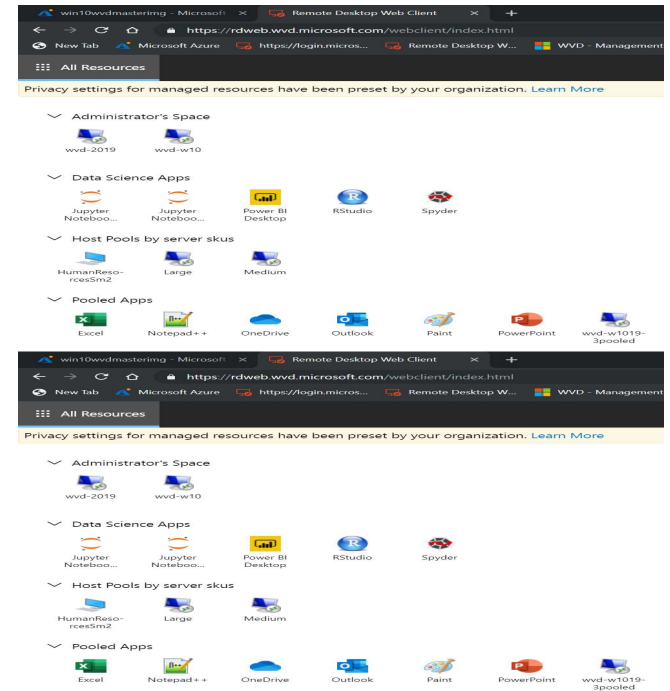 win10wvdmasterimg - Microsoft × Remote Desktop Web Client × +
https://rdweb.wvd.microsoft.com/webclient/index.html
New Tab Microsoft Azure https://login.micros... Remote Desktop W... WVD - Management
All Resources
Privacy settings for managed resources have been preset by your organization. Learn More
Administrator's Space
wvd-2019 wvd-w10
Data Science Apps
Jupyter Jupyter Power BI RStudio Spyder
Noteboo... Noteboo... Desktop
Host Pools by server skus
HumanReso- Large Medium
rcesSm2
Pooled Apps
Excel Notepad++ OneDrive Outlook Paint PowerPoint wvd-w1019-
3pooled
win10wvdmasterimg - Microsoft × Remote Desktop Web Client × +
https://rdweb.wvd.microsoft.com/webclient/index.html
New Tab Microsoft Azure https://login.micros... Remote Desktop W... WVD - Management
All Resources
Privacy settings for managed resources have been preset by your organization. Learn More
Administrator's Space
wvd-2019 wvd-w10
Data Science Apps
Jupyter Jupyter Power BI RStudio Spyder
Noteboo... Noteboo... Desktop
Host Pools by server skus
HumanReso- Large Medium
rcesSm2
Pooled Apps
Excel Notepad++ OneDrive Outlook Paint PowerPoint wvd-w1019-
3pooled